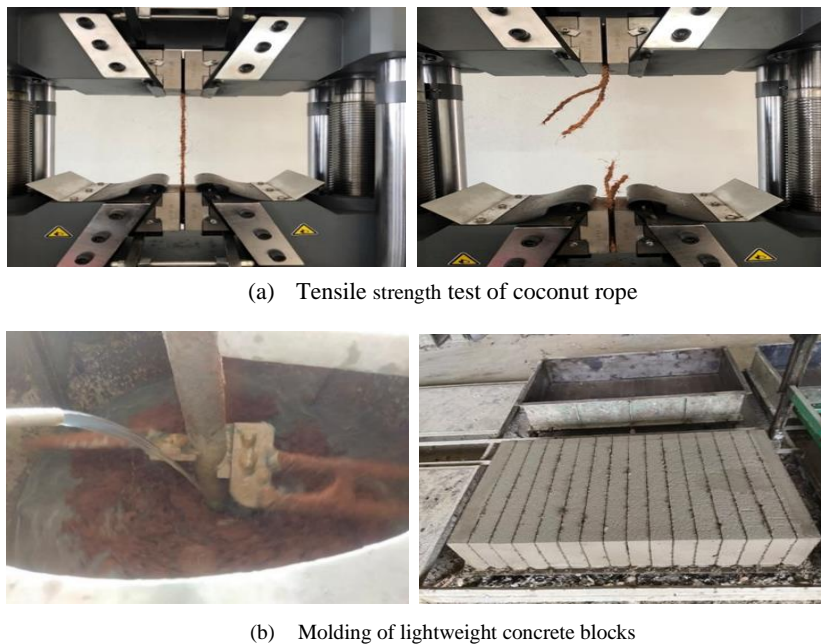 (a) Tensile strength test of coconut rope
(b) Molding of lightweight concrete blocks